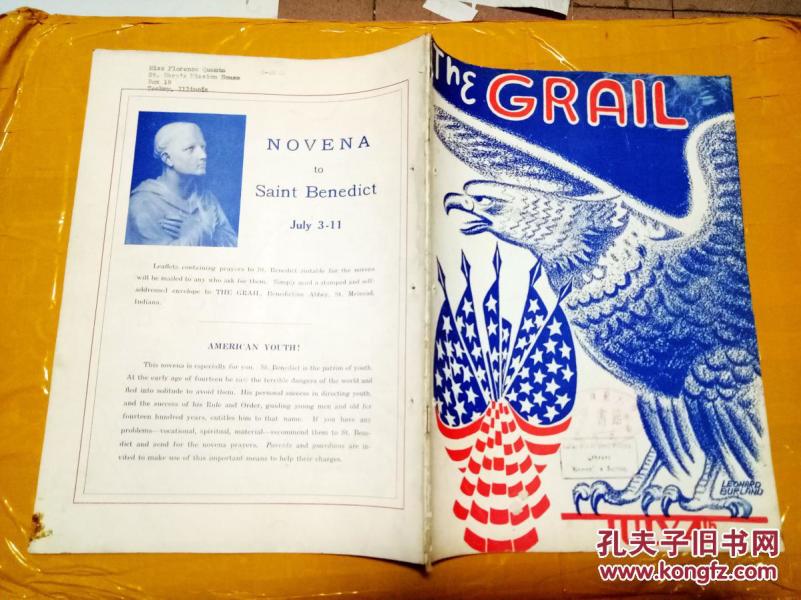 Miss Florence Quante
St. Mary's Mission House
Box 18
Techny, Illinois
NOVENA
to
Saint Benedict
July 3-11
Leaflets containing prayers to St. Benedict suitable for the novena
will be mailed to any who ask for them. Simply send a stamped and self-
addressed envelope to THE GRAIL, Benedictine Abbey, St. Meinrad,
Indiana.
AMERICAN YOUTH!
This novena is especially for you. St. Benedict is the patron of youth.
At the early age of fourteen he saw the terrible dangers of the world and
fled into solitude to avoid them. His personal success in directing youth,
and the success of his Rule and Order, guiding young men and old for
fourteen hundred years, entitles him to that name. If you have any
problems—vocational, spiritual, material—recommend them to St. Bene-
dict and send for the novena prayers. Parents and guardians are in-
vited to make use of this important means to help their charges.
The GRAIL
LEONARD
BURLAND
孔夫子旧书网
www.kongfz.com